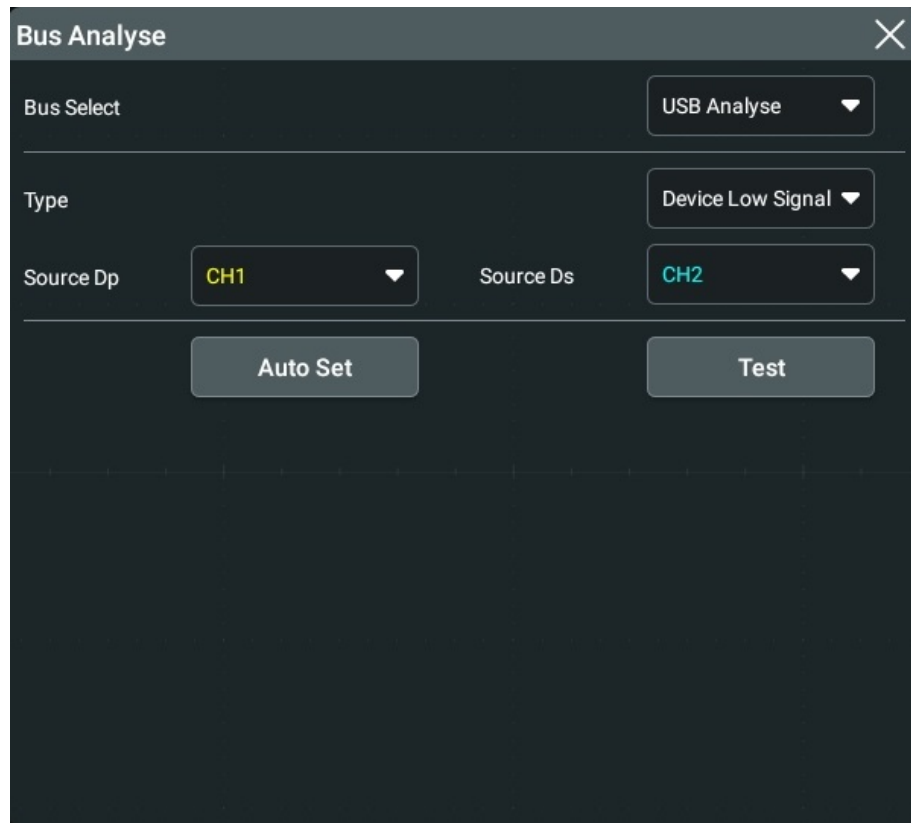 Bus Analyse
Bus Select USB Analyse
Type Device Low Signal
Source Dp CH1 Source Ds CH2
Auto Set Test